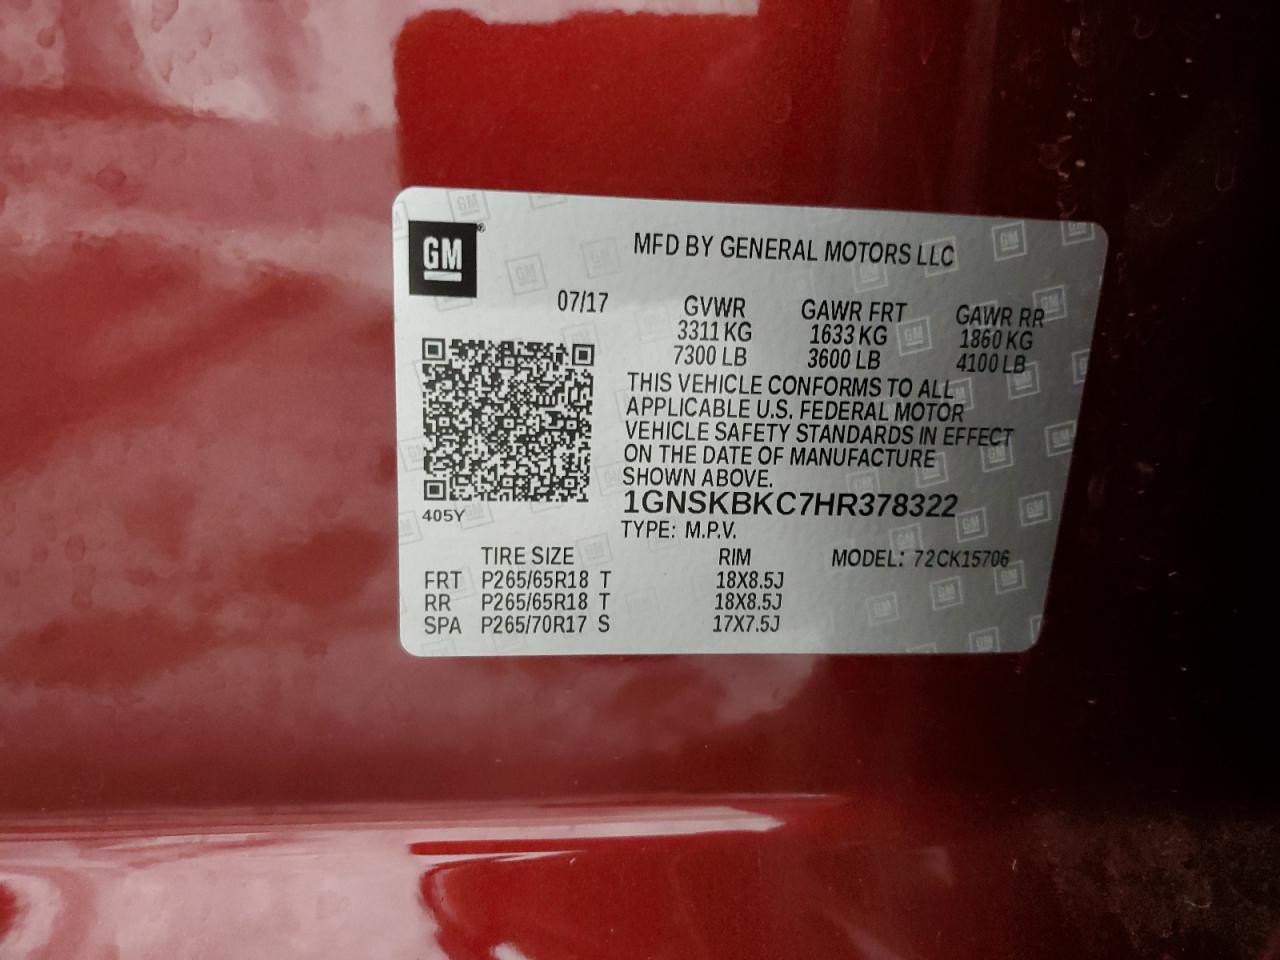 GM
MFD BY GENERAL MOTORS LLC
07/17 GVWR GAWR FRT GAWR RR
3311 KG 1633 KG 1860 KG
7300 LB 3600 LB 4100 LB
THIS VEHICLE CONFORMS TO ALL
APPLICABLE U.S. FEDERAL MOTOR
VEHICLE SAFETY STANDARDS IN EFFECT
ON THE DATE OF MANUFACTURE
SHOWN ABOVE.
1GNSKBKC7HR378322
405Y
TYPE: M.P.V.
TIRE SIZE RIM MODEL: 72CK15706
FRT P265/65R18 T 18X8.5J
RR P265/65R18 T 18X8.5J
SPA P265/70R17 S 17X7.5J